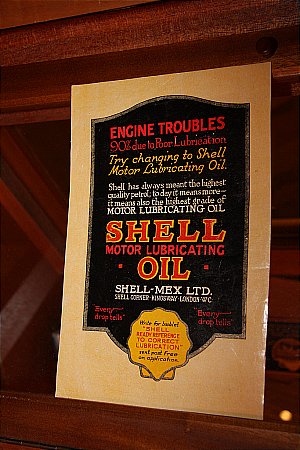 ENGINE TROUBLES
90% due to Poor Lubrication
Try changing to Shell
Motor Lubricating Oil.
Shell has always meant the highest
quality petrol; to day it means more—
it means also the highest grade of
MOTOR LUBRICATING OIL
SHELL
MOTOR LUBRICATING
· OIL ·
SHELL-MEX LTD.
SHELL CORNER·KINGSWAY·LONDON·WC2
"Every
drop tells"
"Every
drop tells"
Write for booklet
"SHELL
READY REFERENCE
TO CORRECT
LUBRICATION"
sent post free
on application.